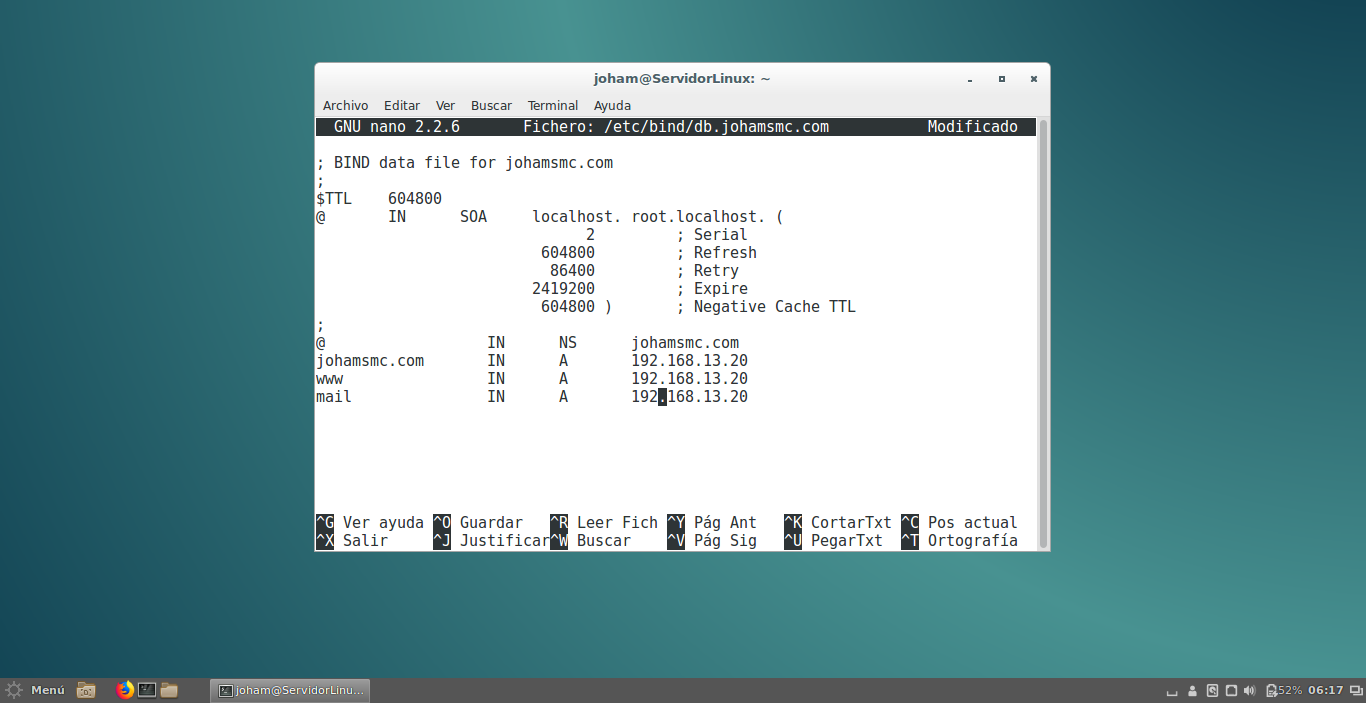 joham@ServidorLinux: ~
Archivo Editar Ver Buscar Terminal Ayuda
GNU nano 2.2.6 Fichero: /etc/bind/db.johamsmc.com Modificado
; BIND data file for johamsmc.com
;
$TTL 604800
@ IN SOA localhost. root.localhost. (
2 ; Serial
604800 ; Refresh
86400 ; Retry
2419200 ; Expire
604800 ) ; Negative Cache TTL
;
@ IN NS johamsmc.com
johamsmc.com IN A 192.168.13.20
www IN A 192.168.13.20
mail IN A 192.168.13.20
^G Ver ayuda ^O Guardar ^R Leer Fich ^Y Pág Ant ^K CortarTxt ^C Pos actual
^X Salir ^J Justificar ^W Buscar ^V Pág Sig ^U PegarTxt ^T Ortografía
Menú joham@ServidorLinu... 52% 06:17